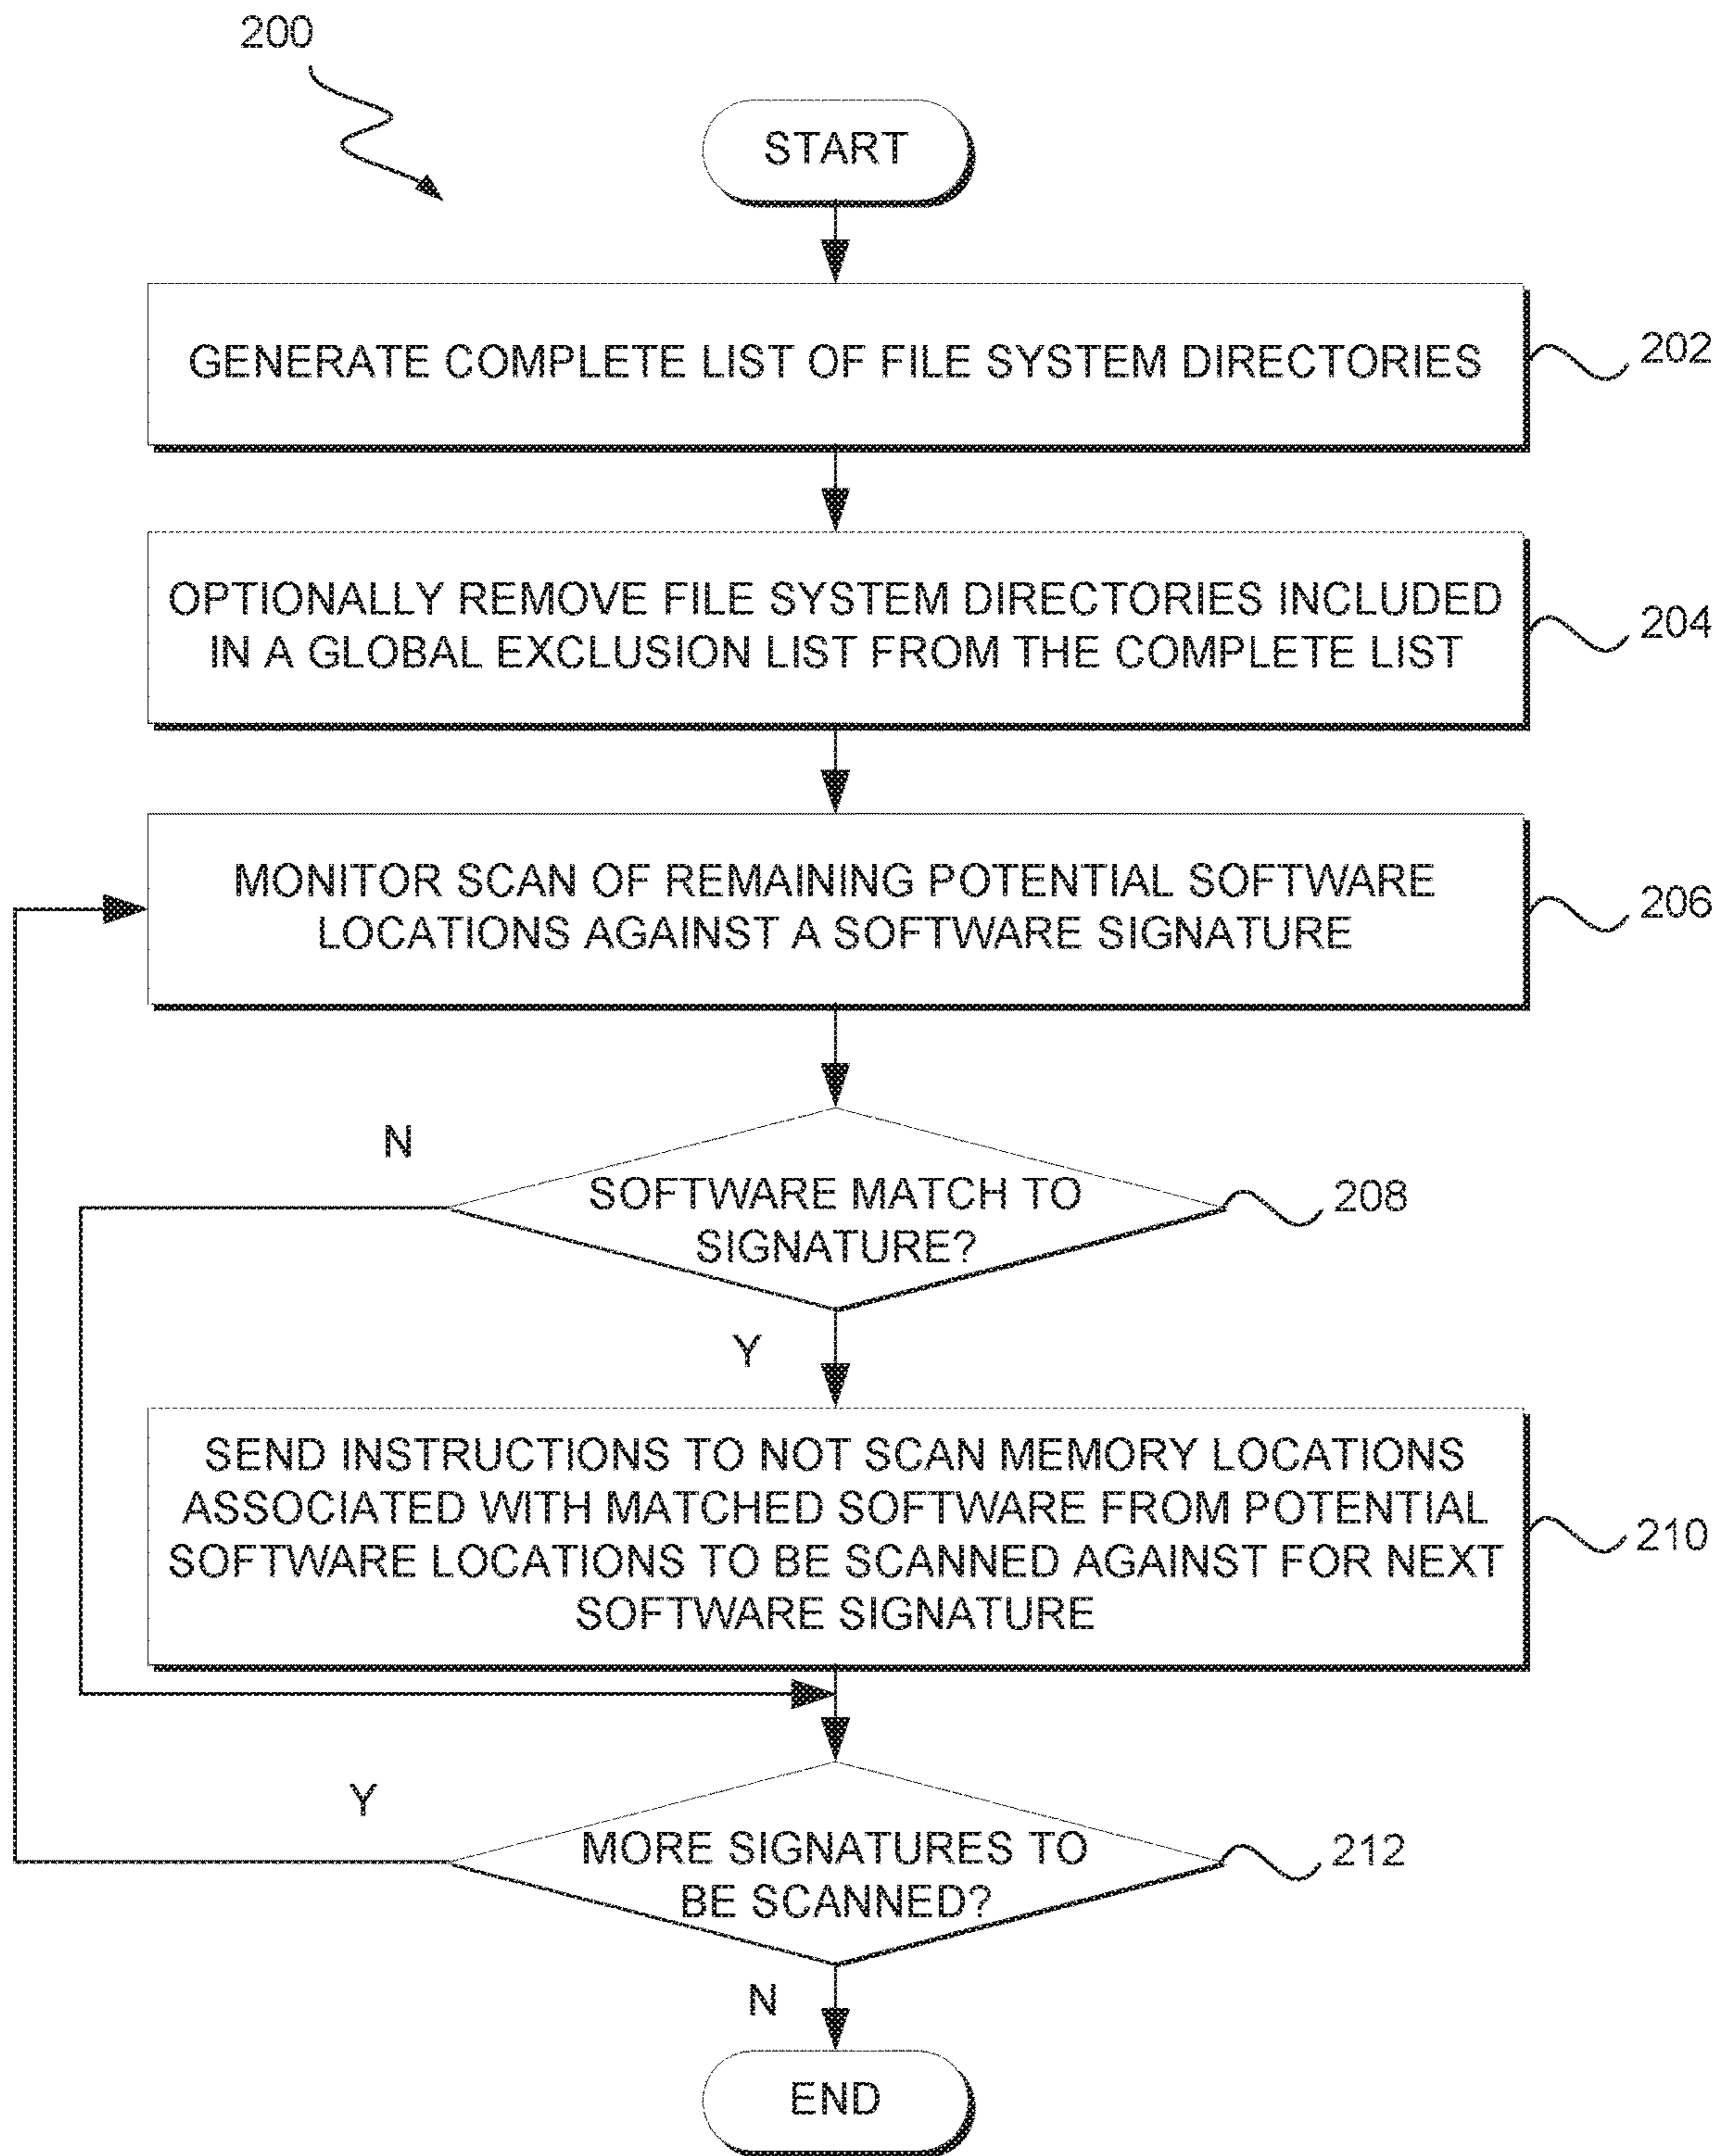 200
START
GENERATE COMPLETE LIST OF FILE SYSTEM DIRECTORIES
202
OPTIONALLY REMOVE FILE SYSTEM DIRECTORIES INCLUDED
IN A GLOBAL EXCLUSION LIST FROM THE COMPLETE LIST
204
MONITOR SCAN OF REMAINING POTENTIAL SOFTWARE
LOCATIONS AGAINST A SOFTWARE SIGNATURE
206
N
SOFTWARE MATCH TO
SIGNATURE?
208
Y
SEND INSTRUCTIONS TO NOT SCAN MEMORY LOCATIONS
ASSOCIATED WITH MATCHED SOFTWARE FROM POTENTIAL
SOFTWARE LOCATIONS TO BE SCANNED AGAINST FOR NEXT
SOFTWARE SIGNATURE
210
Y
MORE SIGNATURES TO
BE SCANNED?
212
N
END